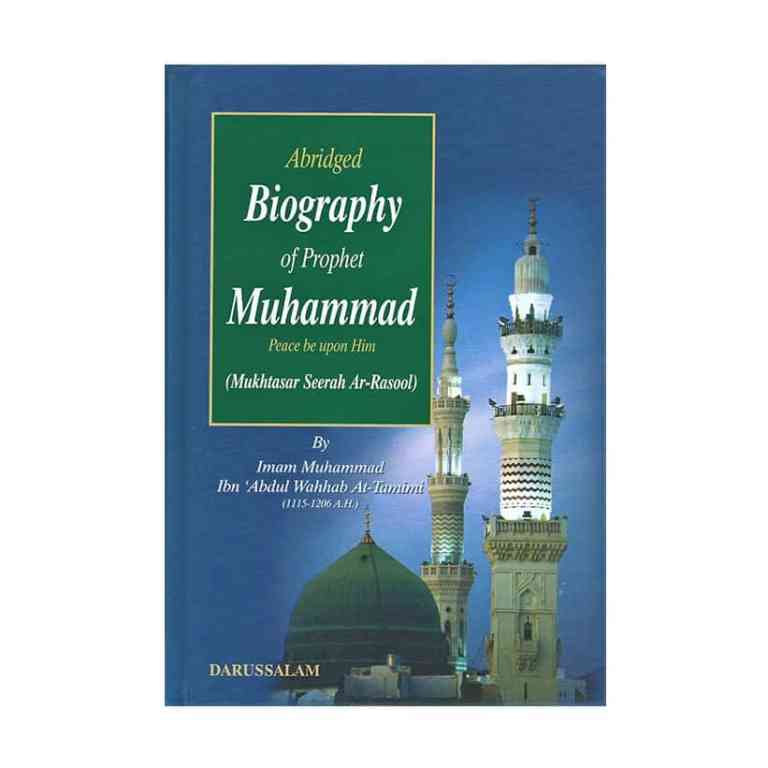 Abridged
Biography
of Prophet
Muhammad
Peace be upon Him
(Mukhtasar Seerah Ar-Rasool)
By
Imam Muhammad
Ibn ‘Abdul Wahhab At-Tamimi
(1115-1206 A.H.)
DARUSSALAM